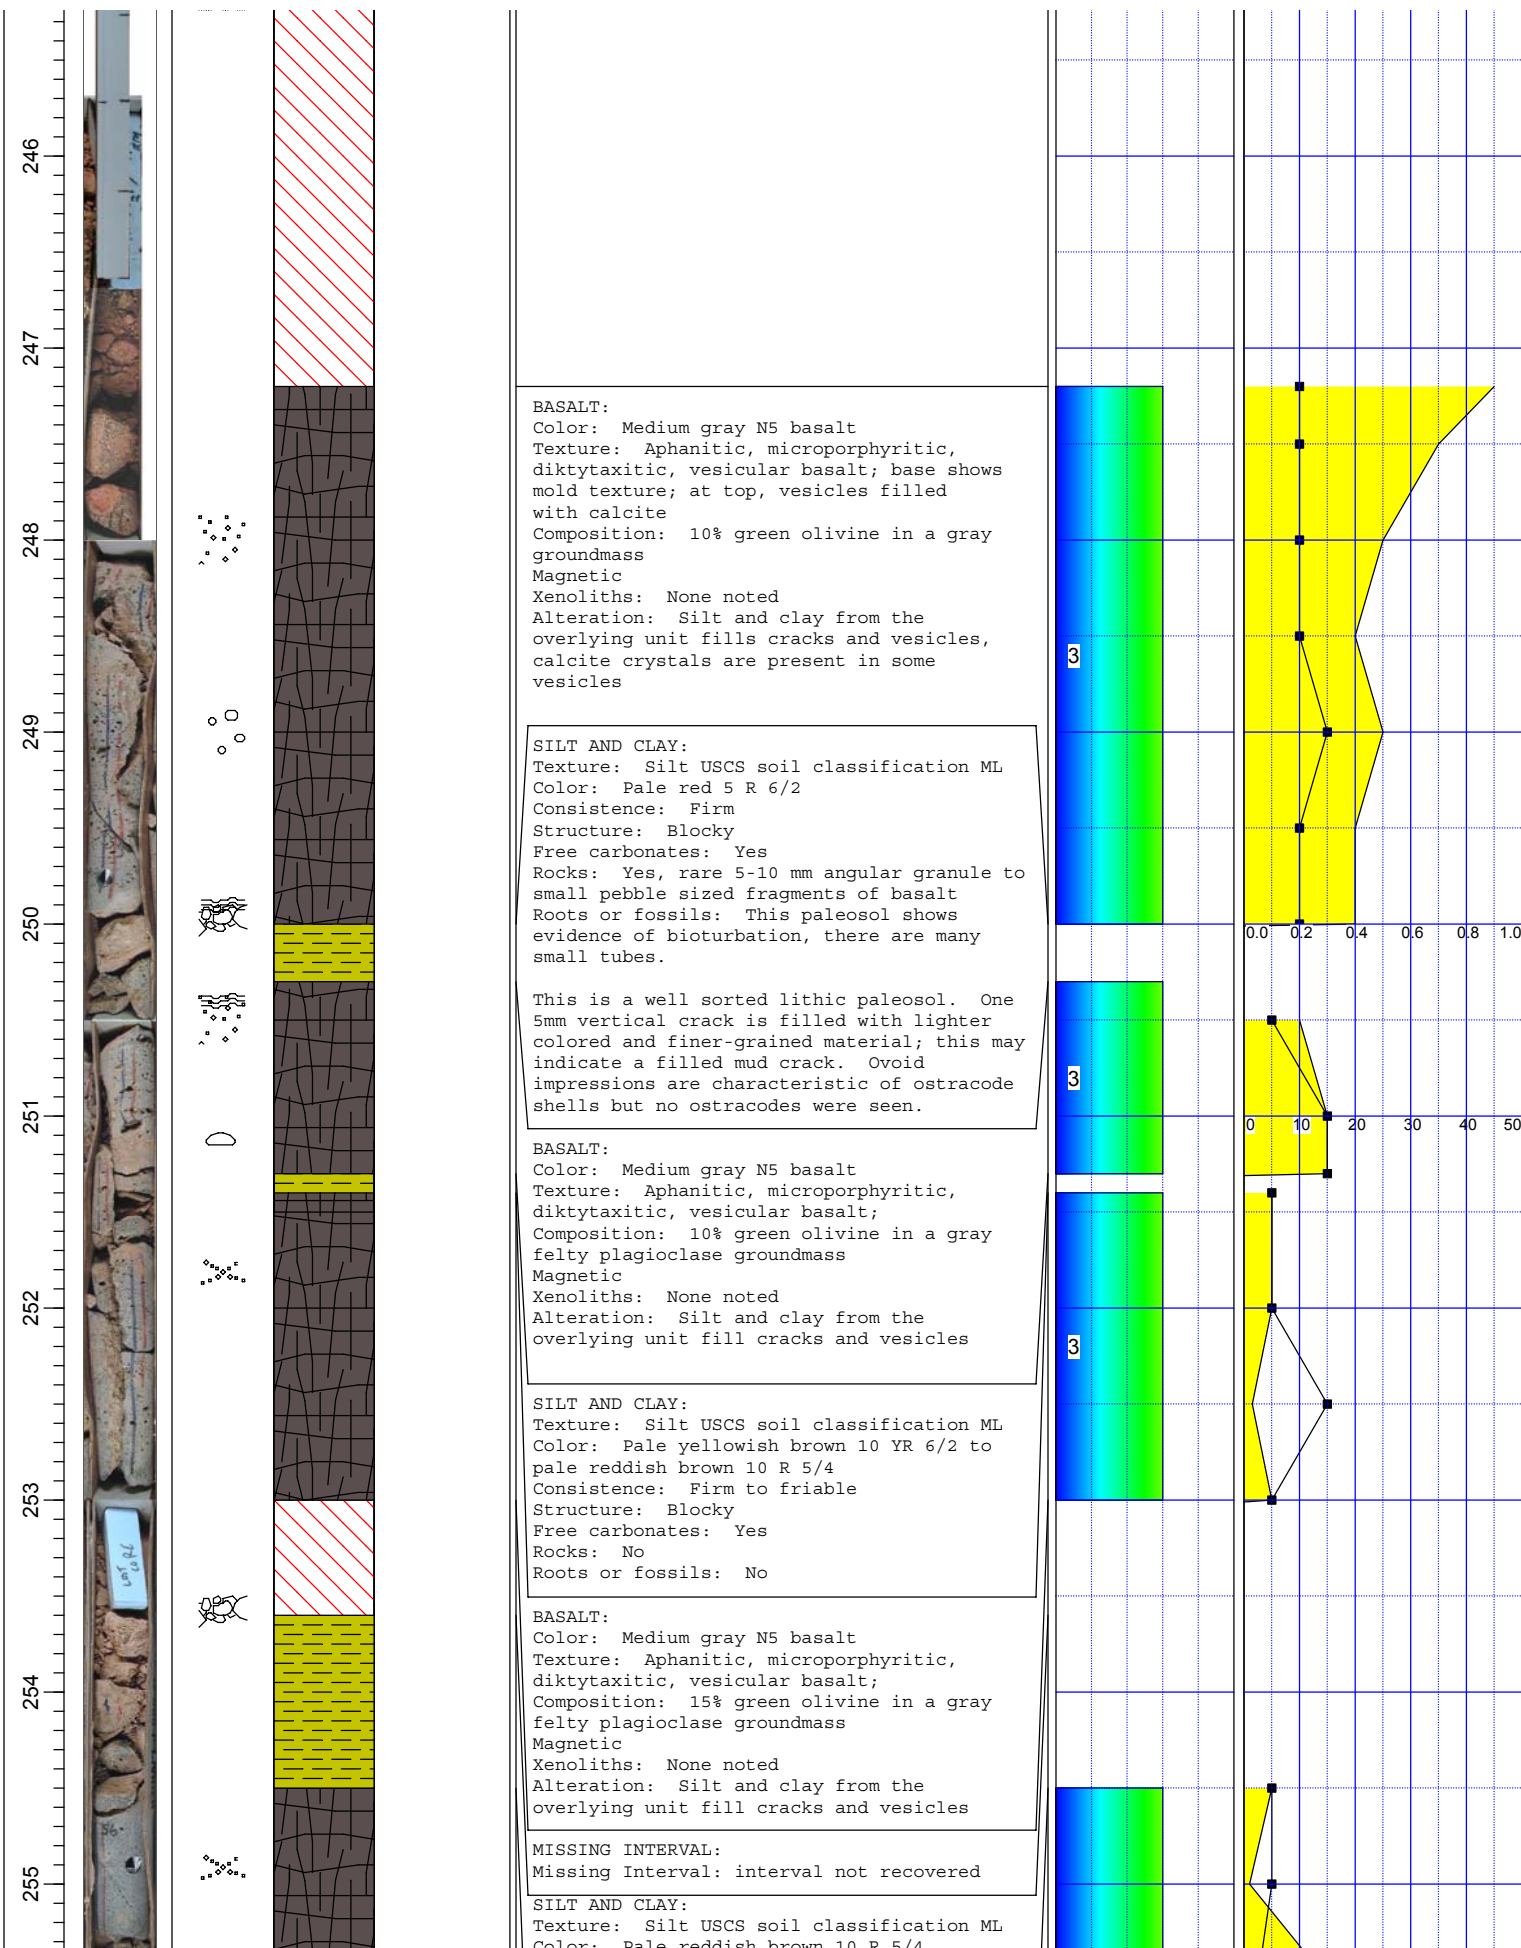 246
247
248
249
250
251
252
253
254
255
BASALT:
Color:  Medium gray N5 basalt
Texture:  Aphanitic, microporphyritic,
diktytaxitic, vesicular basalt; base shows
mold texture; at top, vesicles filled
with calcite
Composition:  10% green olivine in a gray
groundmass
Magnetic
Xenoliths:  None noted
Alteration:  Silt and clay from the
overlying unit fills cracks and vesicles,
calcite crystals are present in some
vesicles
SILT AND CLAY:
Texture:  Silt USCS soil classification ML
Color:  Pale red 5 R 6/2
Consistence:  Firm
Structure:  Blocky
Free carbonates:  Yes
Rocks:  Yes, rare 5-10 mm angular granule to
small pebble sized fragments of basalt
Roots or fossils:  This paleosol shows
evidence of bioturbation, there are many
small tubes.
This is a well sorted lithic paleosol.  One
5mm vertical crack is filled with lighter
colored and finer-grained material; this may
indicate a filled mud crack.  Ovoid
impressions are characteristic of ostracode
shells but no ostracodes were seen.
BASALT:
Color:  Medium gray N5 basalt
Texture:  Aphanitic, microporphyritic,
diktytaxitic, vesicular basalt;
Composition:  10% green olivine in a gray
felty plagioclase groundmass
Magnetic
Xenoliths:  None noted
Alteration:  Silt and clay from the
overlying unit fill cracks and vesicles
SILT AND CLAY:
Texture:  Silt USCS soil classification ML
Color:  Pale yellowish brown 10 YR 6/2 to
pale reddish brown 10 R 5/4
Consistence:  Firm to friable
Structure:  Blocky
Free carbonates:  Yes
Rocks:  No
Roots or fossils:  No
BASALT:
Color:  Medium gray N5 basalt
Texture:  Aphanitic, microporphyritic,
diktytaxitic, vesicular basalt;
Composition:  15% green olivine in a gray
felty plagioclase groundmass
Magnetic
Xenoliths:  None noted
Alteration:  Silt and clay from the
overlying unit fill cracks and vesicles
MISSING INTERVAL:
Missing Interval: interval not recovered
SILT AND CLAY:
Texture:  Silt USCS soil classification ML
Color:  Pale reddish brown 10 R 5/4
3
3
3
0.0 0.2 0.4 0.6 0.8 1.0
0 10 20 30 40 50